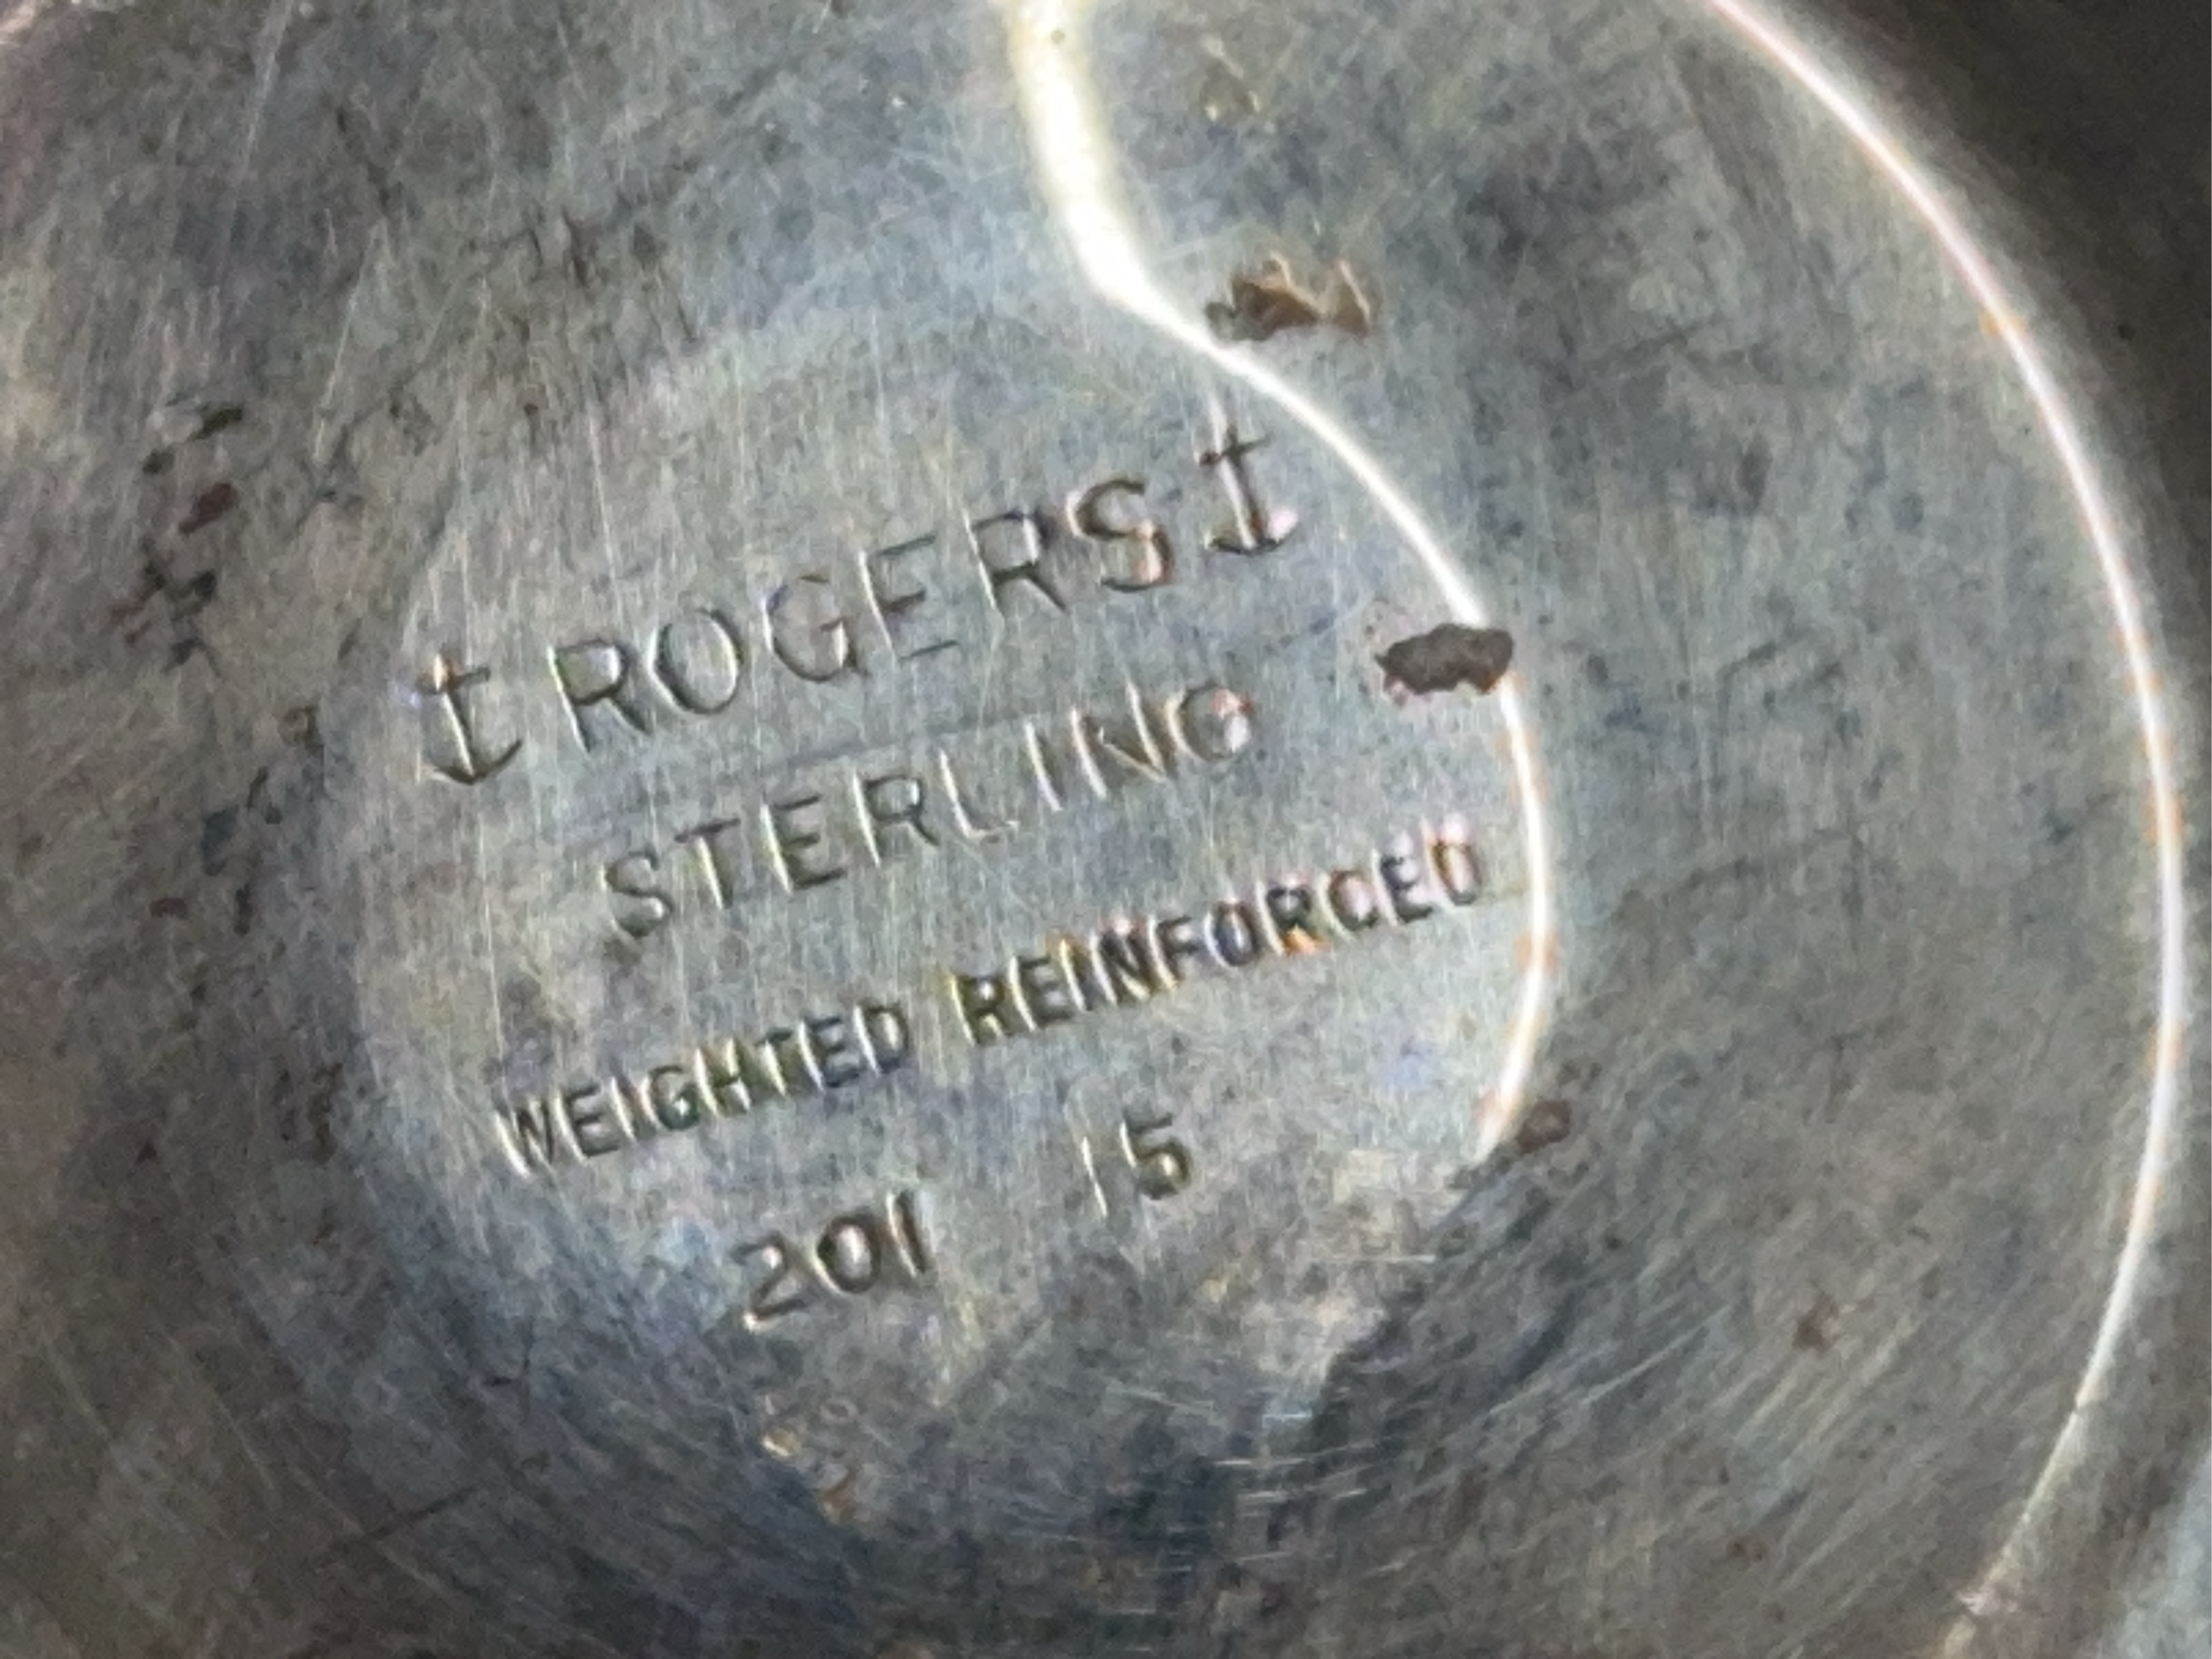 ⚓ROGERS⚓
STERLING
WEIGHTED REINFORCED
201 15